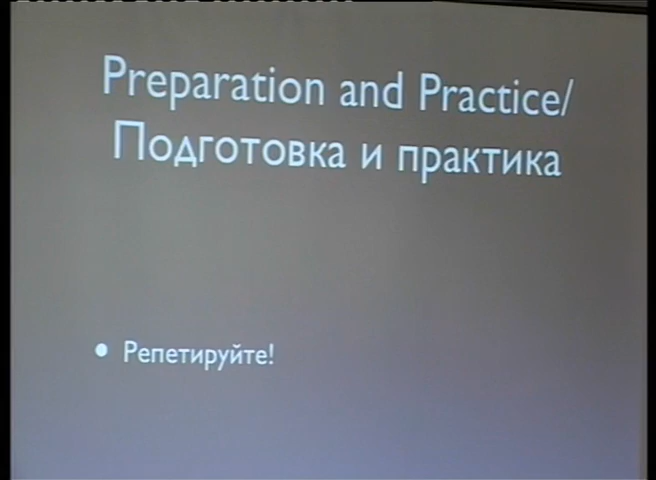 Preparation and Practice/
Подготовка и практика
• Репетируйте!